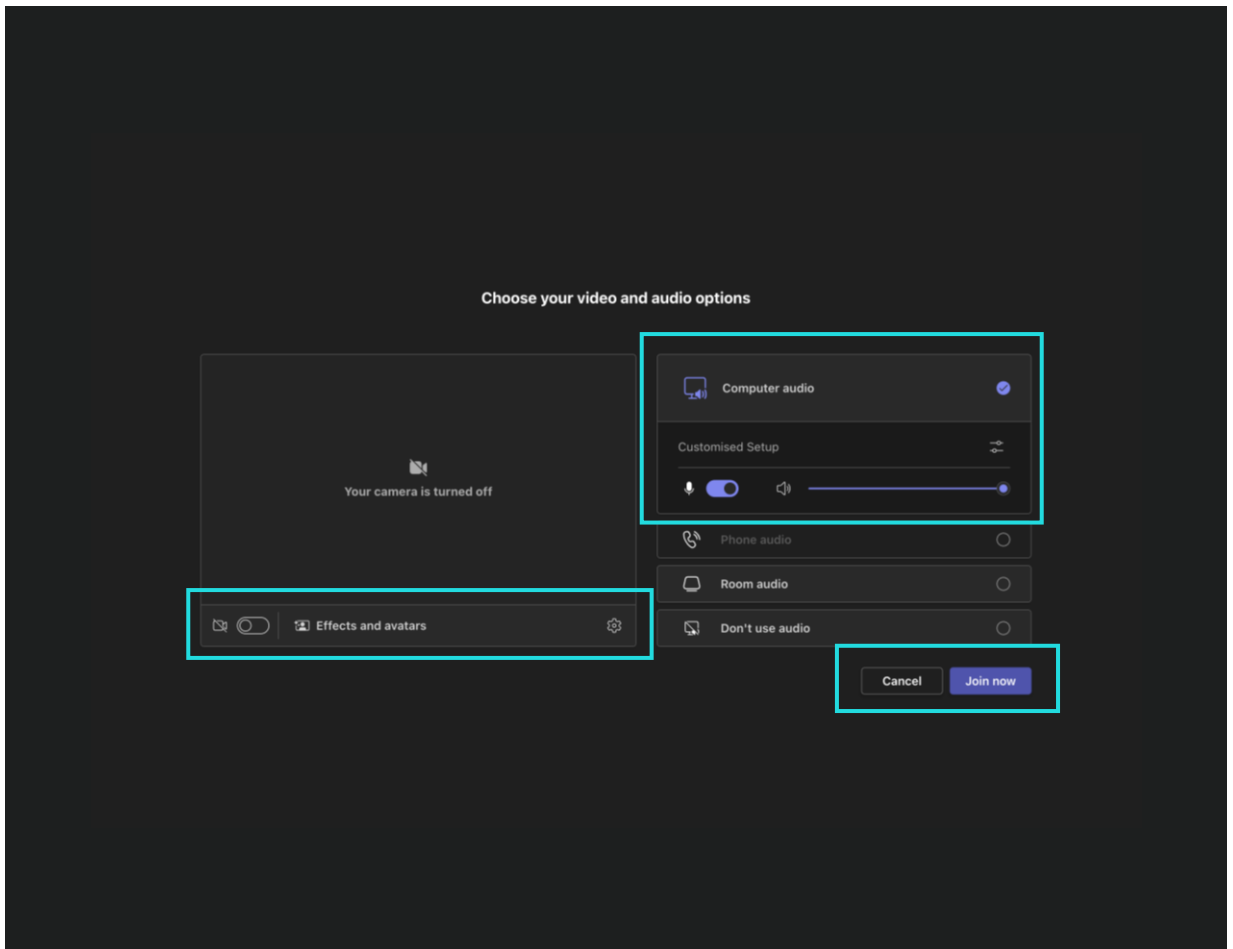 Choose your video and audio options
Your camera is turned off
Effects and avatars
Computer audio
Customised Setup
Phone audio
Room audio
Don't use audio
Cancel
Join now